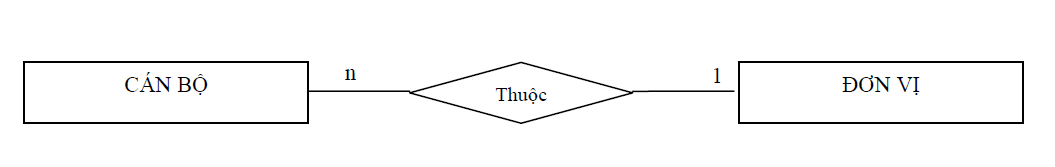 CÁN BỘ
n
Thuộc
1
ĐƠN VỊ